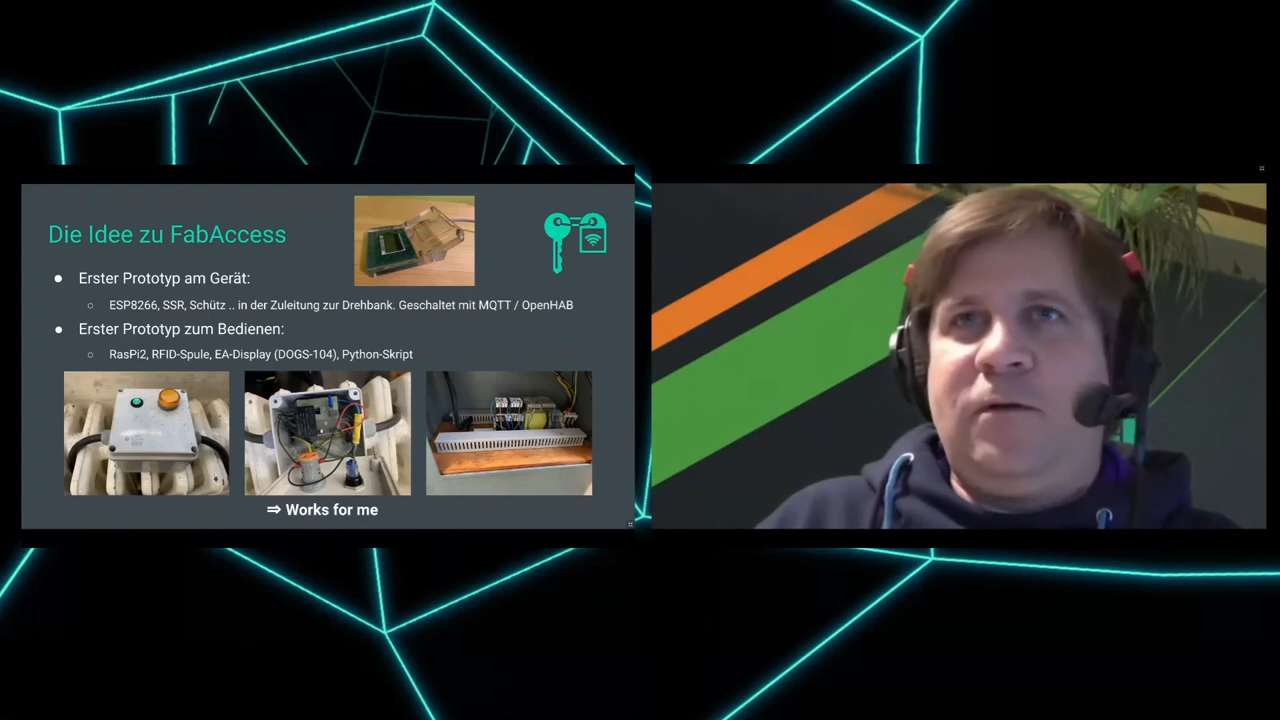 Die Idee zu FabAccess
● Erster Prototyp am Gerät:
○ ESP8266, SSR, Schütz .. in der Zuleitung zur Drehbank. Geschaltet mit MQTT / OpenHAB
● Erster Prototyp zum Bedienen:
○ RasPi2, RFID-Spule, EA-Display (DOGS-104), Python-Skript
⇒ Works for me